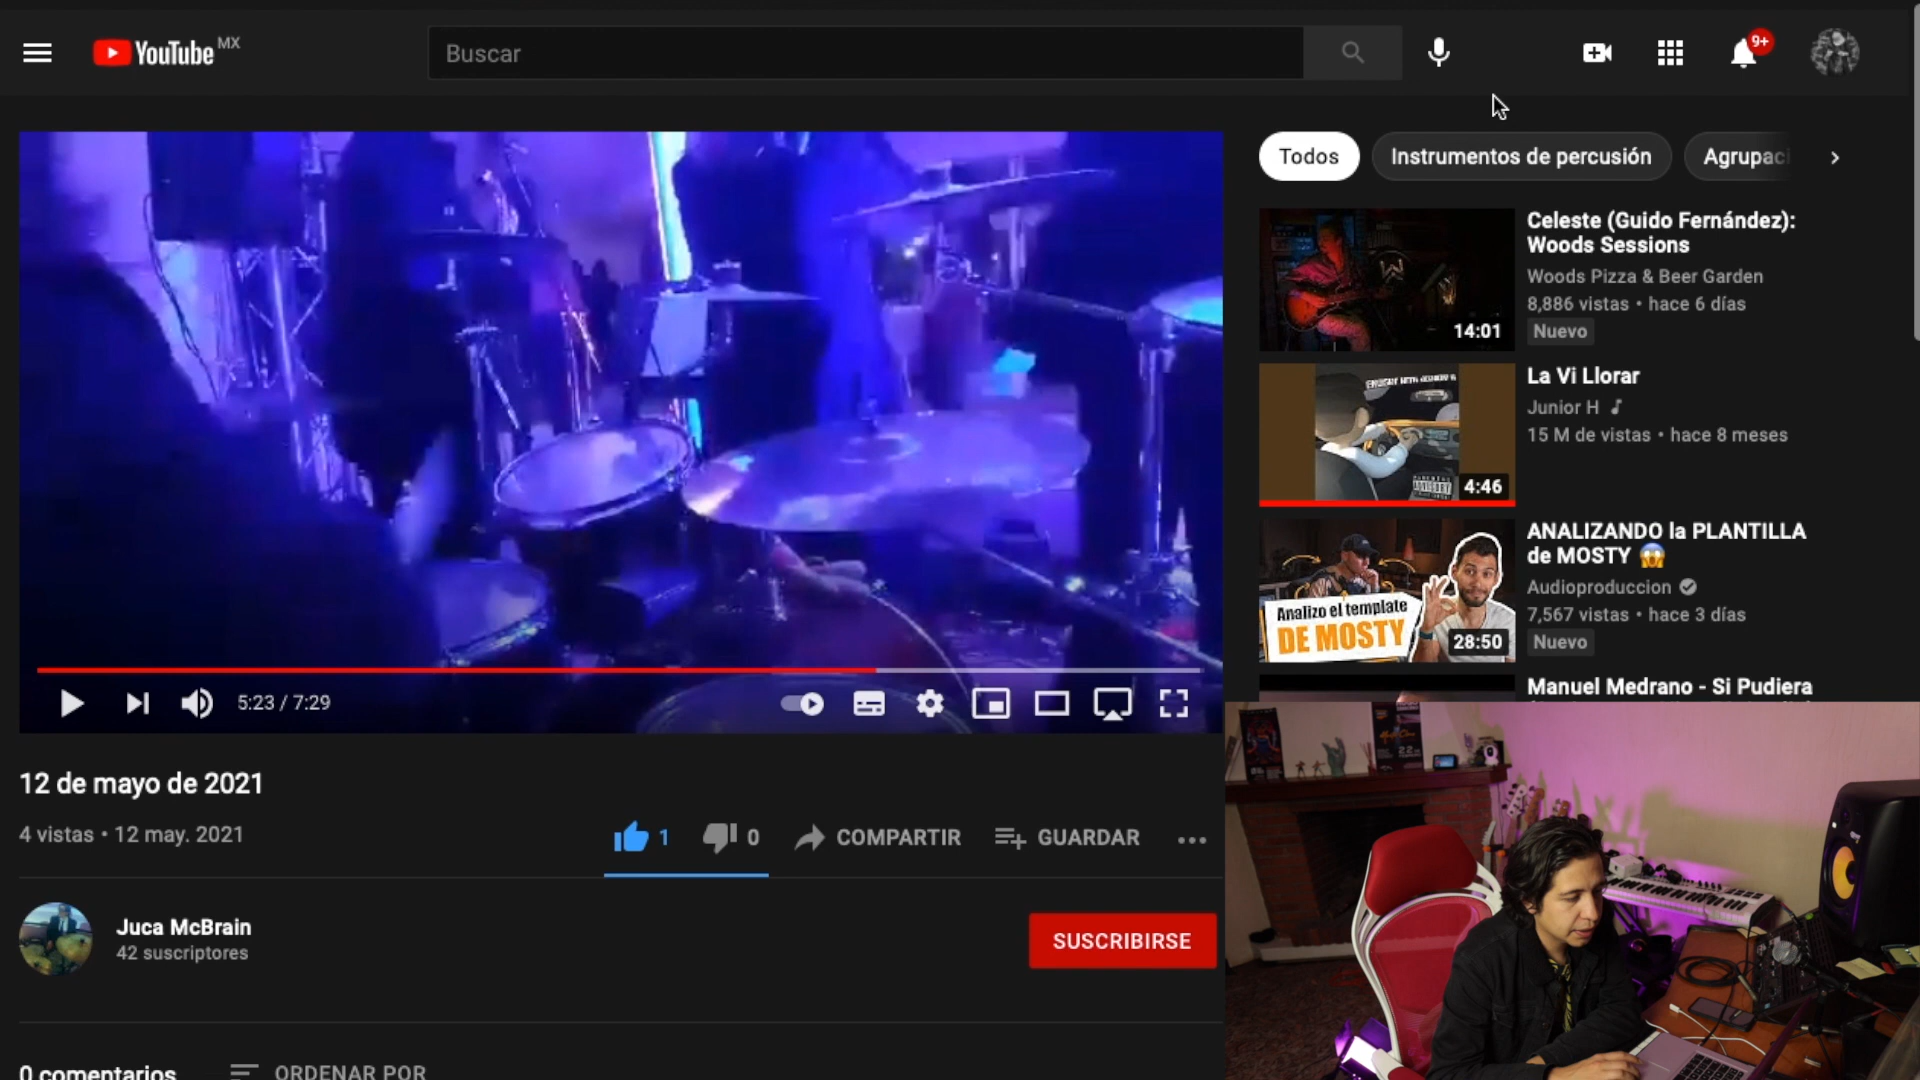 YouTube MX
Buscar
9+
Todos
Instrumentos de percusión
Agrupaci
Celeste (Guido Fernández):
Woods Sessions
Woods Pizza & Beer Garden
8,886 vistas • hace 6 días
Nuevo
14:01
La Vi Llorar
Junior H
15 M de vistas • hace 8 meses
4:46
ANALIZANDO la PLANTILLA
de MOSTY 😱
Audioproduccion
7,567 vistas • hace 3 días
Nuevo
Analizo el template
DE MOSTY
28:50
Manuel Medrano - Si Pudiera
5:23 / 7:29
12 de mayo de 2021
4 vistas • 12 may. 2021
1
0
COMPARTIR
GUARDAR
Juca McBrain
42 suscriptores
SUSCRIBIRSE
0 comentarios
ORDENAR POR